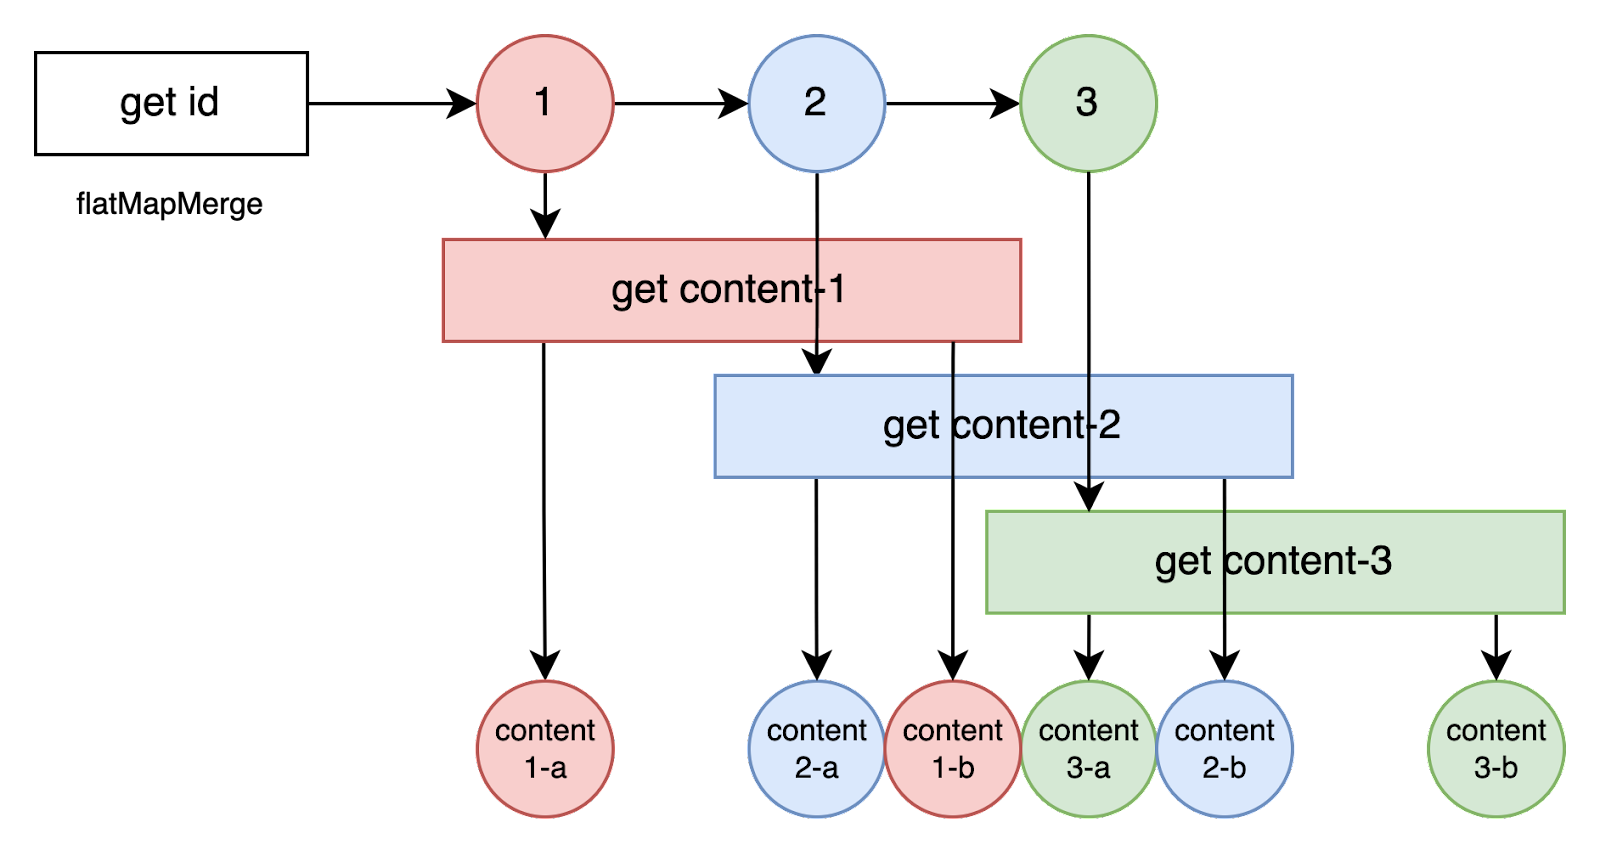 get id
1
2
3
flatMapMerge
get content-1
get content-2
get content-3
content
1-a
content
2-a
content
1-b
content
3-a
content
2-b
content
3-b